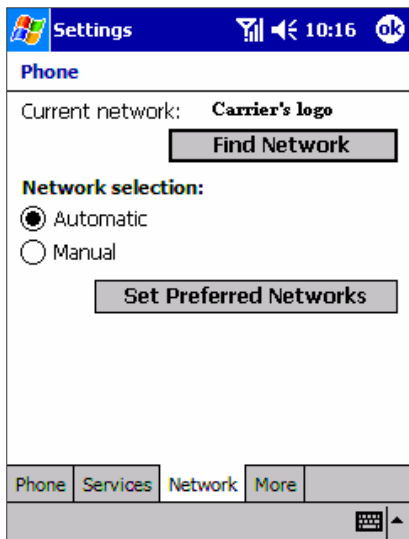 Settings 10:16 ok
Phone
Current network: Carrier's logo
Find Network
Network selection:
Automatic
Manual
Set Preferred Networks
Phone Services Network More